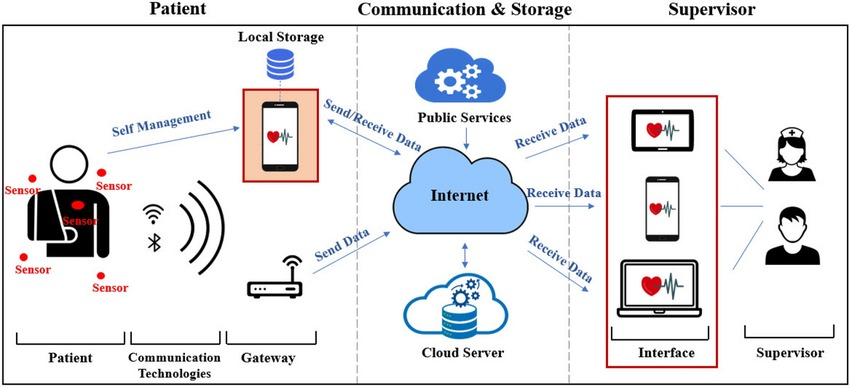 Patient
Communication & Storage
Supervisor
Local Storage
Self Management
Send/Receive Data
Public Services
Receive Data
Internet
Receive Data
Receive Data
Send Data
Sensor
Sensor
Sensor
Sensor
Sensor
Cloud Server
Patient
Communication
Technologies
Gateway
Interface
Supervisor